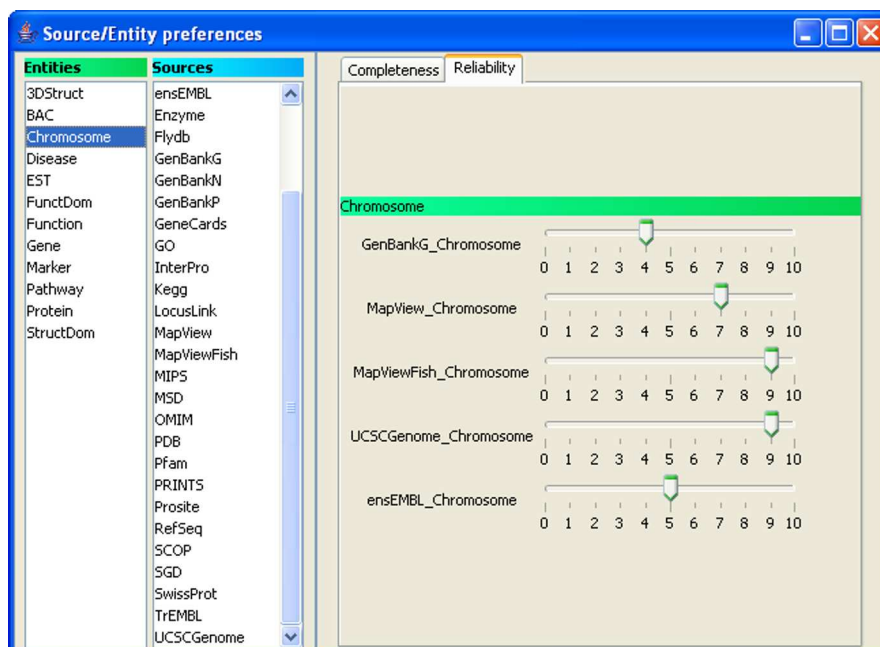 Source/Entity preferences
Entities
3DStruct
BAC
Chromosome
Disease
EST
FunctDom
Function
Gene
Marker
Pathway
Protein
StructDom
Sources
ensEMBL
Enzyme
Flydb
GenBankG
GenBankN
GenBankP
GeneCards
GO
InterPro
Kegg
LocusLink
MapView
MapViewFish
MIPS
MSD
OMIM
PDB
Pfam
PRINTS
Prosite
RefSeq
SCOP
SGD
SwissProt
TrEMBL
UCSCGenome
Completeness Reliability
Chromosome
GenBankG_Chromosome
0 1 2 3 4 5 6 7 8 9 10
MapView_Chromosome
0 1 2 3 4 5 6 7 8 9 10
MapViewFish_Chromosome
0 1 2 3 4 5 6 7 8 9 10
UCSCGenome_Chromosome
0 1 2 3 4 5 6 7 8 9 10
ensEMBL_Chromosome
0 1 2 3 4 5 6 7 8 9 10